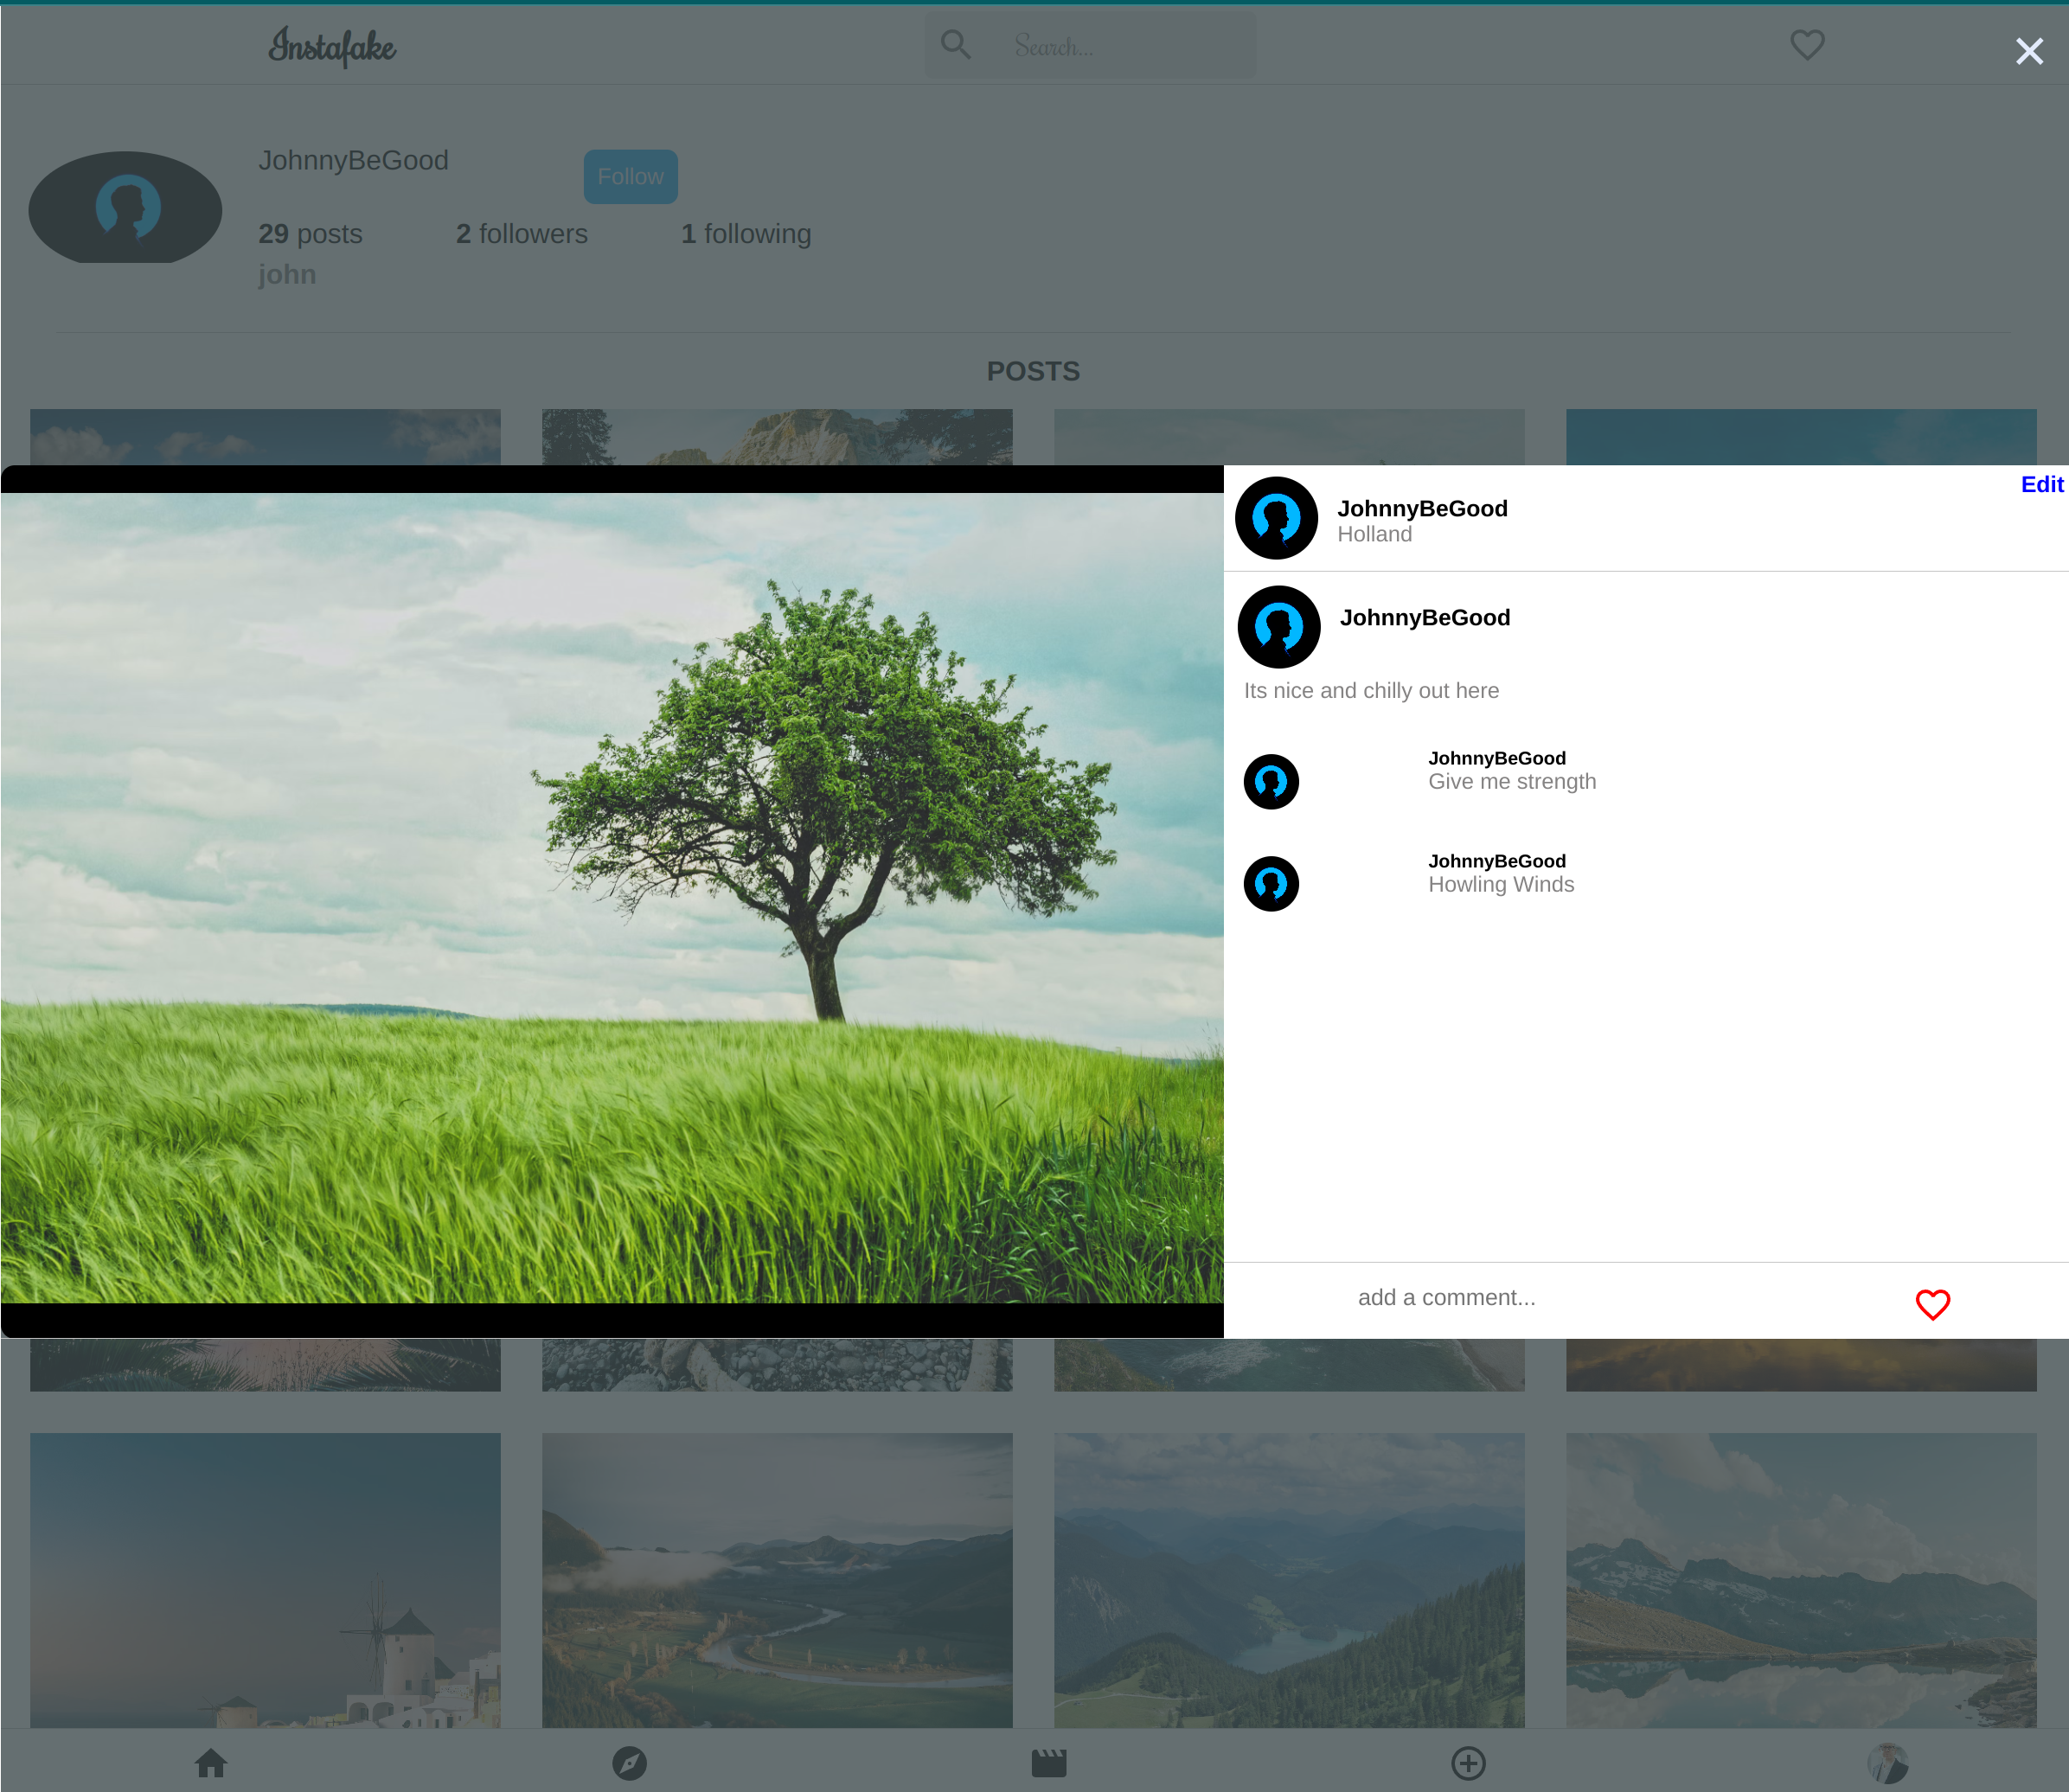 Instafake
Search...
JohnnyBeGood
Follow
29 posts 2 followers 1 following
john
POSTS
Edit
JohnnyBeGood
Holland
JohnnyBeGood
Its nice and chilly out here
JohnnyBeGood
Give me strength
JohnnyBeGood
Howling Winds
add a comment...